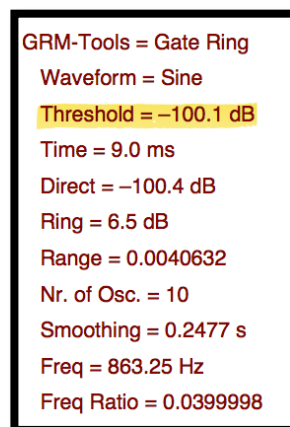 GRM-Tools = Gate Ring
Waveform = Sine
Threshold = –100.1 dB
Time = 9.0 ms
Direct = –100.4 dB
Ring = 6.5 dB
Range = 0.0040632
Nr. of Osc. = 10
Smoothing = 0.2477 s
Freq = 863.25 Hz
Freq Ratio = 0.0399998